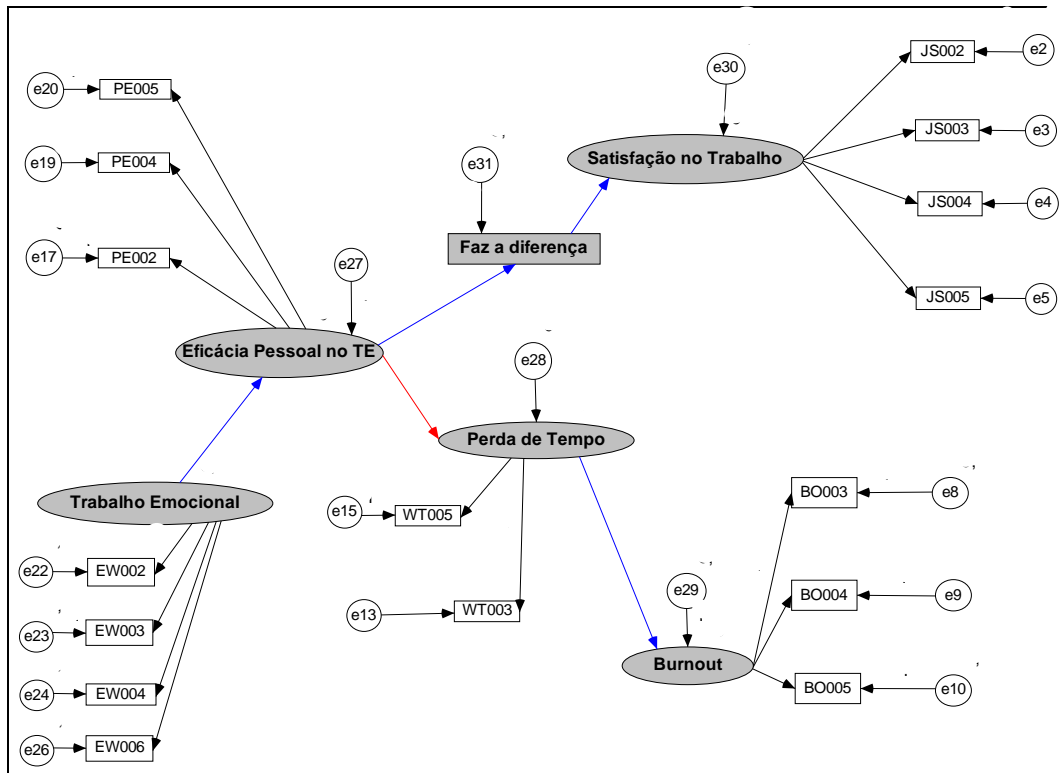 JS002
e2
e20
PE005
e30
JS003
e3
e19
PE004
e31
Satisfação no Trabalho
JS004
e4
Faz a diferença
e17
PE002
e27
JS005
e5
Eficácia Pessoal no TE
e28
Perda de Tempo
Trabalho Emocional
e15
WT005
BO003
e8
e22
EW002
e13
WT003
e29
BO004
e9
e23
EW003
Burnout
BO005
e10
e24
EW004
e26
EW006